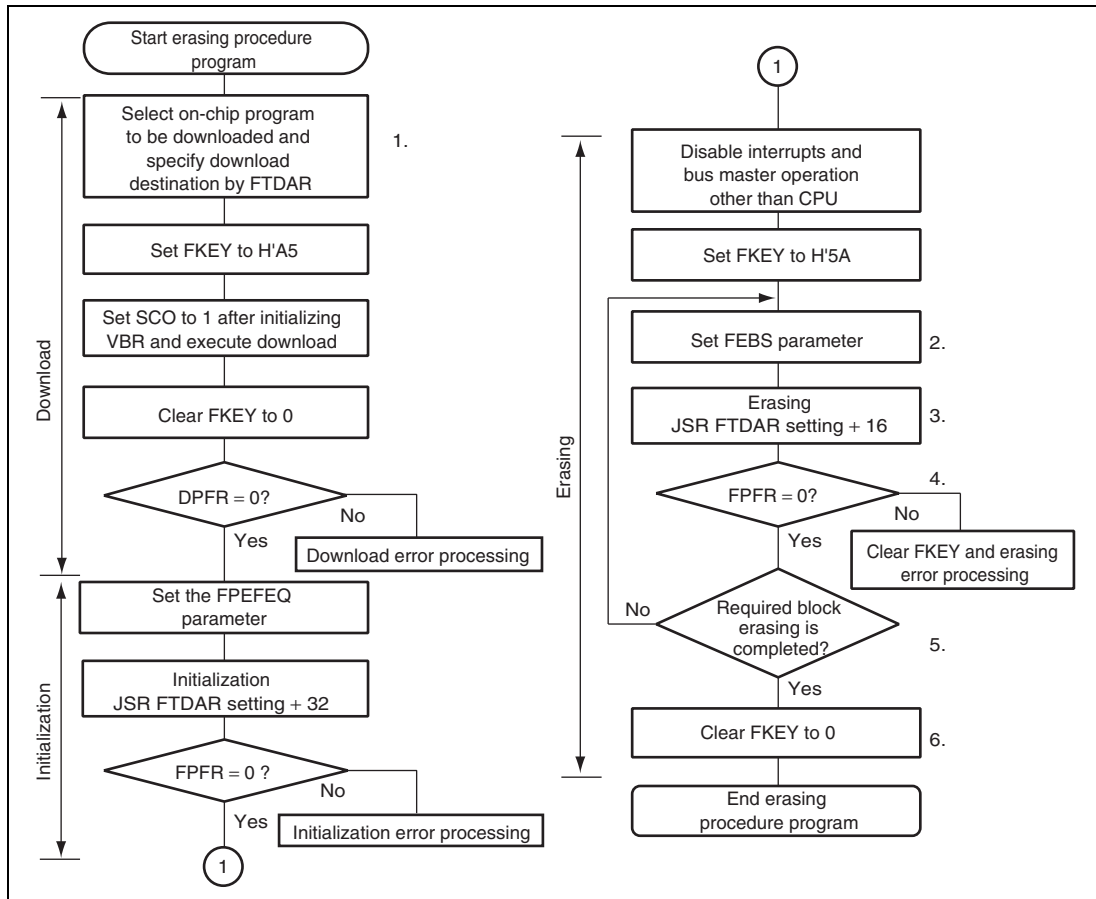 Start erasing procedure
program
Select on-chip program
to be downloaded and
specify download
destination by FTDAR
1.
Set FKEY to H'A5
Set SCO to 1 after initializing
VBR and execute download
Clear FKEY to 0
DPFR = 0?
No
Yes
Download error processing
Download
Set the FPEFEQ
parameter
Initialization
JSR FTDAR setting + 32
FPFR = 0 ?
No
Yes
Initialization error processing
Initialization
1
1
Disable interrupts and
bus master operation
other than CPU
Set FKEY to H'5A
Set FEBS parameter
2.
Erasing
JSR FTDAR setting + 16
3.
4.
FPFR = 0?
No
Yes
Clear FKEY and erasing
error processing
Required block
erasing is
completed?
No
5.
Yes
Clear FKEY to 0
6.
Erasing
End erasing
procedure program